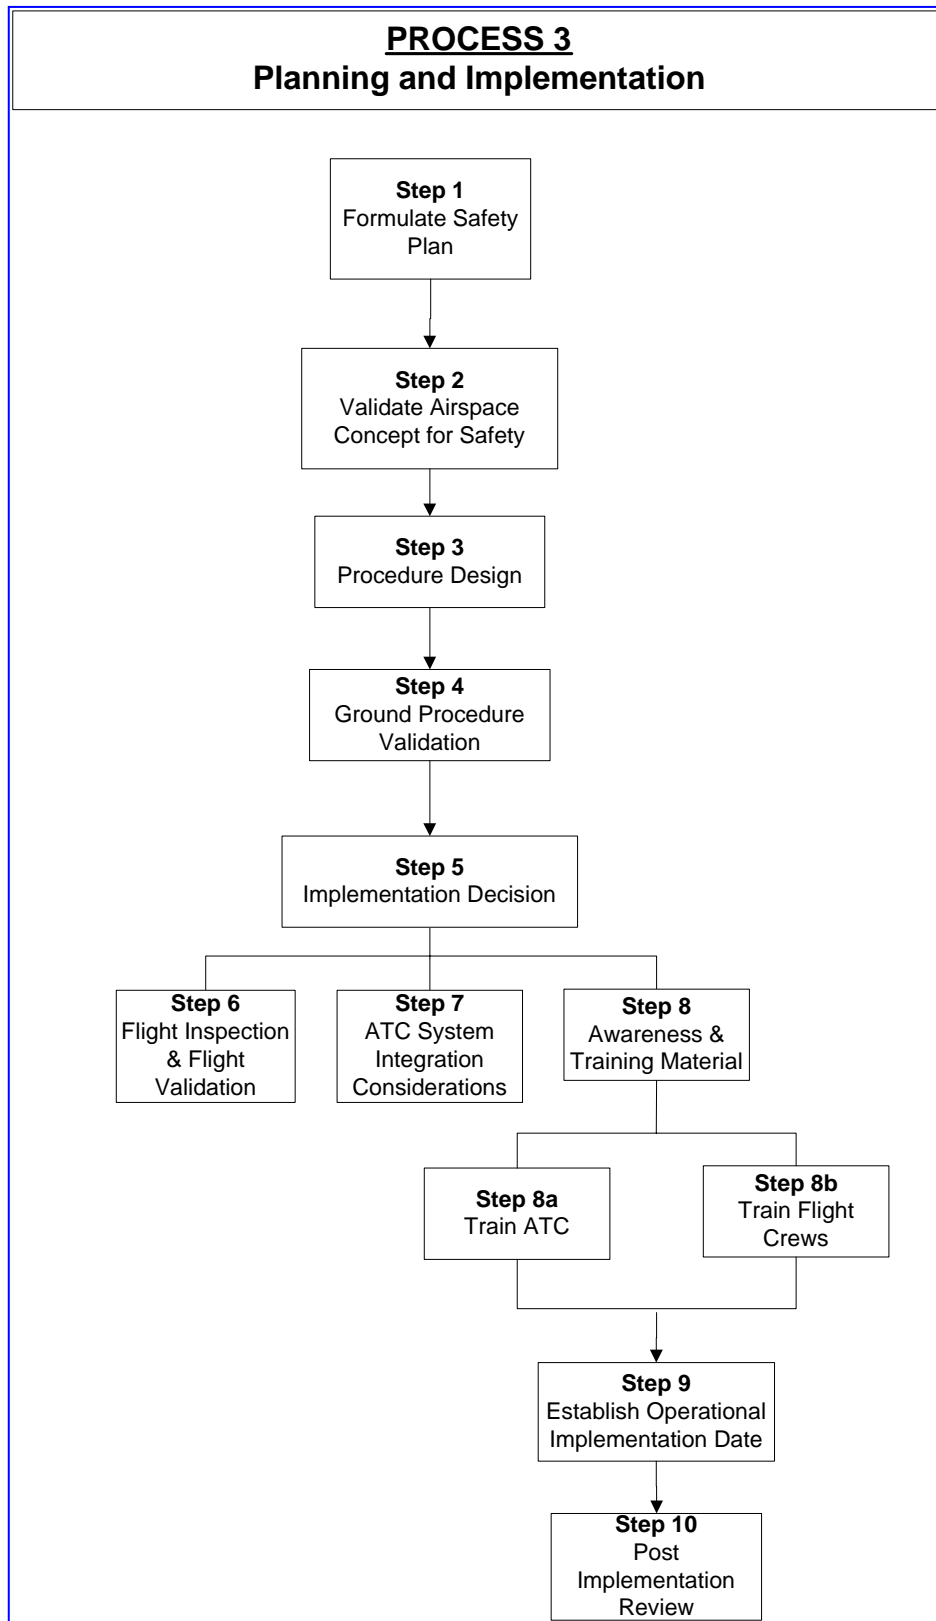 PROCESS 3
Planning and Implementation
Step 1
Formulate Safety
Plan
Step 2
Validate Airspace
Concept for Safety
Step 3
Procedure Design
Step 4
Ground Procedure
Validation
Step 5
Implementation Decision
Step 6
Flight Inspection
& Flight
Validation
Step 7
ATC System
Integration
Considerations
Step 8
Awareness &
Training Material
Step 8a
Train ATC
Step 8b
Train Flight
Crews
Step 9
Establish Operational
Implementation Date
Step 10
Post
Implementation
Review